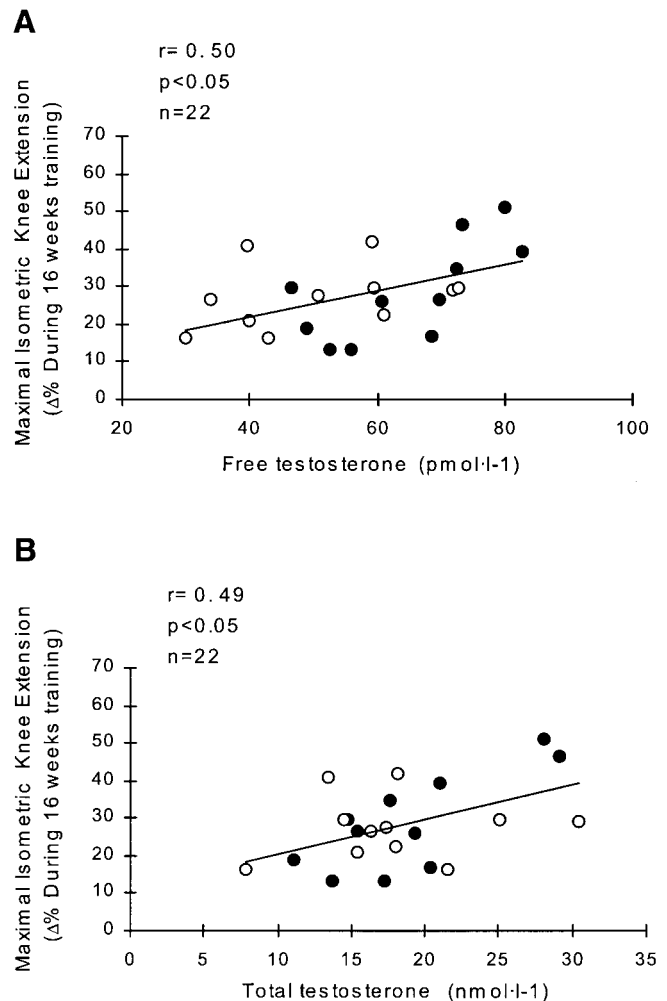 A
r= 0.50
p<0.05
n=22
Maximal Isometric Knee Extension
(Δ% During 16 weeks training)
70
60
50
40
30
20
10
0
20 40 60 80 100
Free testosterone (pmol·l-1)
B
r= 0.49
p<0.05
n=22
Maximal Isometric Knee Extension
(Δ% During 16 weeks training)
70
60
50
40
30
20
10
0
0 5 10 15 20 25 30 35
Total testosterone (nmol·l-1)